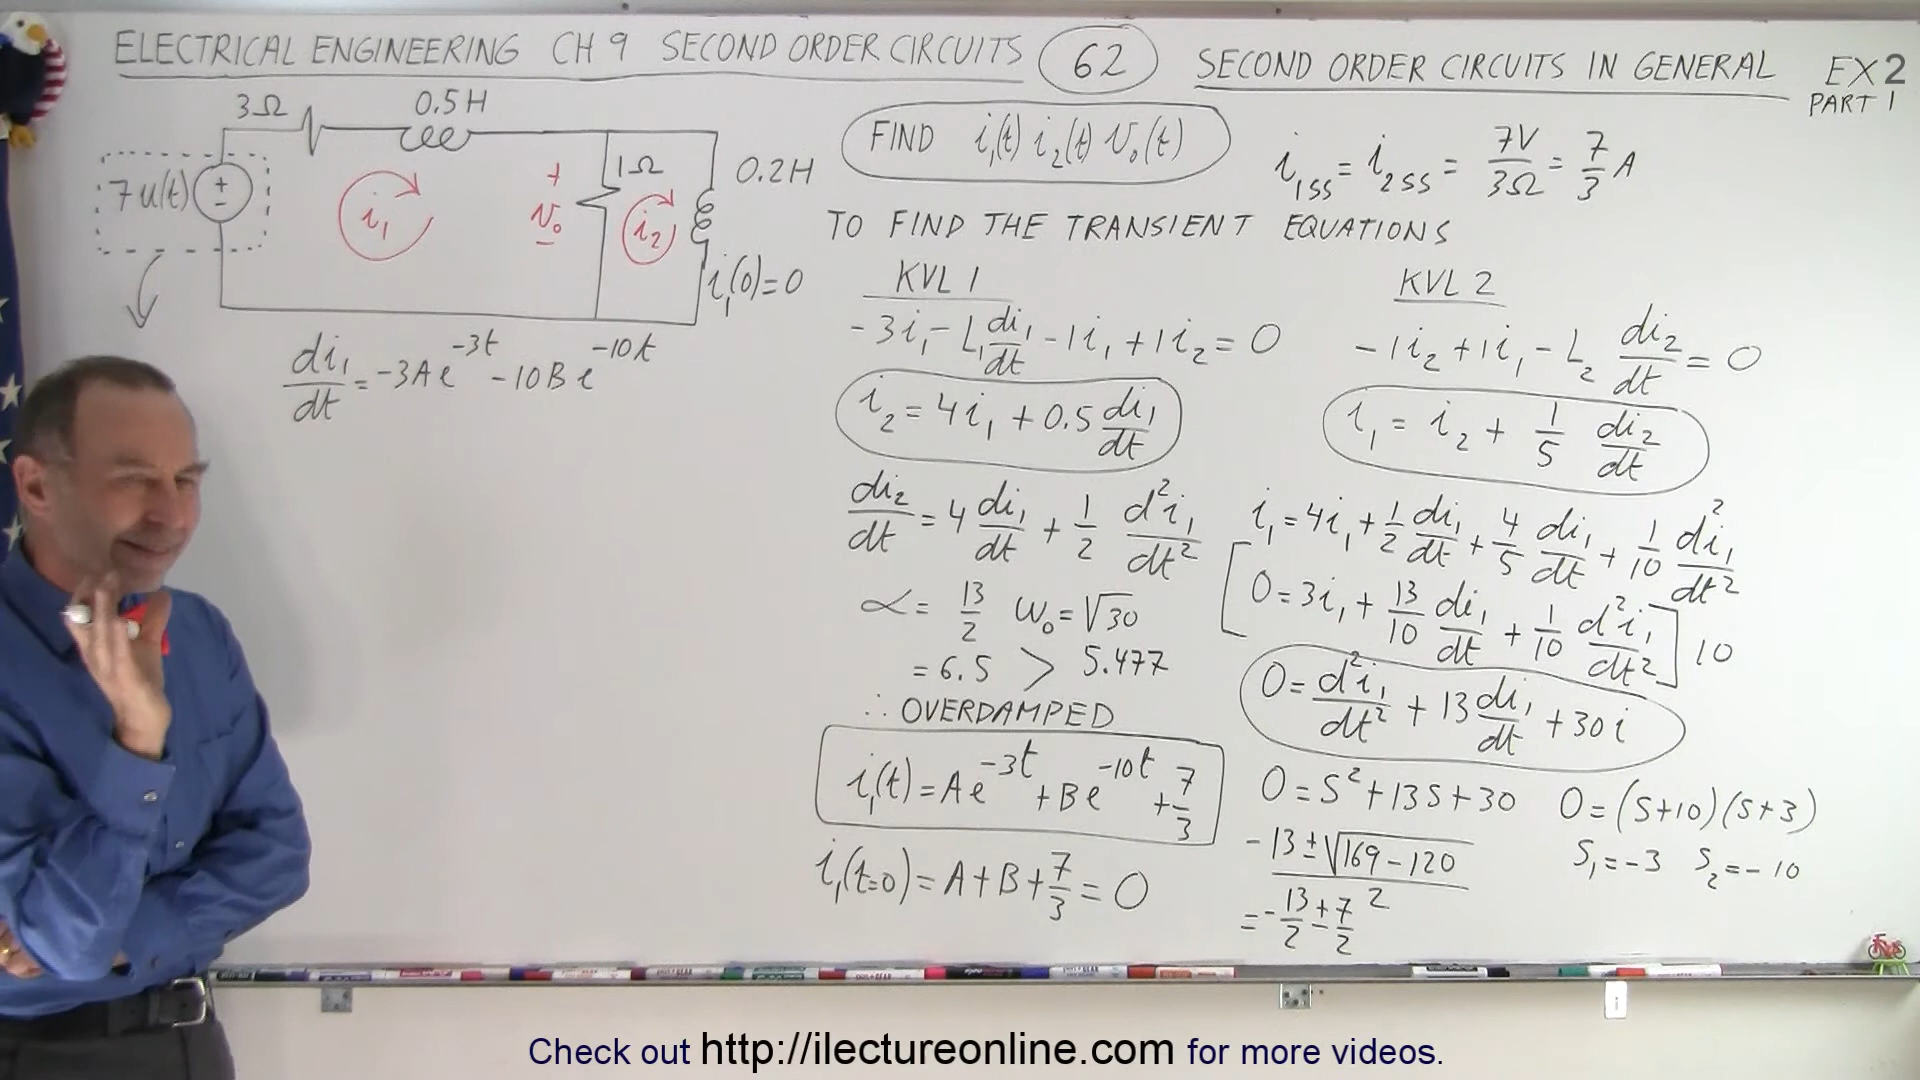 ELECTRICAL ENGINEERING CH 9 SECOND ORDER CIRCUITS 62 SECOND ORDER CIRCUITS IN GENERAL EX 2
PART 1
3Ω 0.5H
7u(t) + - i₁ + v₀ - 1Ω i₂ 0.2H
i₁(0)=0
di₁/dt = -3Ae^-3t - 10Be^-10t
FIND i₁(t) i₂(t) v₀(t)
i₁ss = i₂ss = 7V/3Ω = 7/3 A
TO FIND THE TRANSIENT EQUATIONS
KVL 1
-3i₁ - L₁ di₁/dt - 1i₁ + 1i₂ = 0
i₂ = 4i₁ + 0.5 di₁/dt
di₂/dt = 4 di₁/dt + 1/2 d²i₁/dt²
α = 13/2 ω₀ = √30
= 6.5 > 5.477
∴ OVERDAMPED
i₁(t) = Ae^-3t + Be^-10t + 7/3
i₁(t=0) = A + B + 7/3 = 0
KVL 2
-1i₂ + 1i₁ - L₂ di₂/dt = 0
i₁ = i₂ + 1/5 di₂/dt
i₁ = 4i₁ + 1/2 di₁/dt + 4/5 di₁/dt + 1/10 d²i₁/dt²
[0 = 3i₁ + 13/10 di₁/dt + 1/10 d²i₁/dt²] 10
0 = d²i₁/dt² + 13 di₁/dt + 30i
0 = S² + 13S + 30 0 = (S+10)(S+3)
-13 ± √169-120 / 2 S₁ = -3 S₂ = -10
= -13/2 ± 7/2
Check out http://ilectureonline.com for more videos.